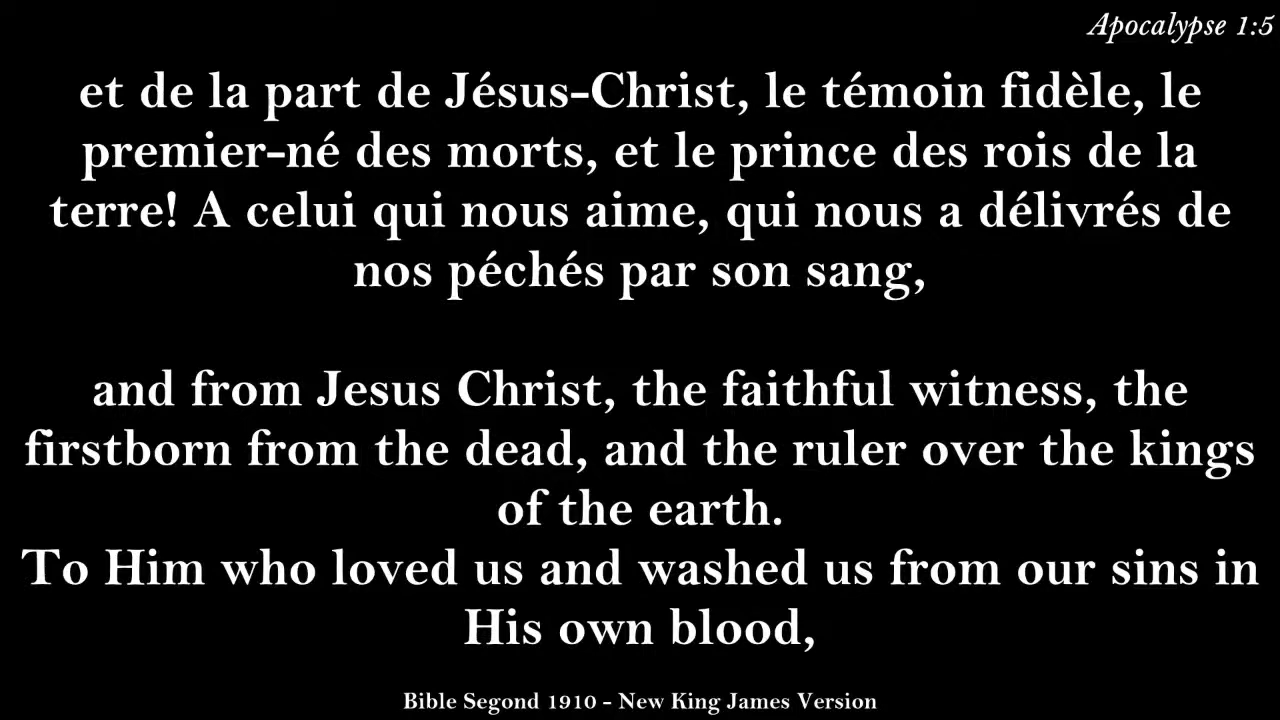 Apocalypse 1:5
et de la part de Jésus-Christ, le témoin fidèle, le
premier-né des morts, et le prince des rois de la
terre! A celui qui nous aime, qui nous a délivrés de
nos péchés par son sang,
and from Jesus Christ, the faithful witness, the
firstborn from the dead, and the ruler over the kings
of the earth.
To Him who loved us and washed us from our sins in
His own blood,
Bible Segond 1910 - New King James Version